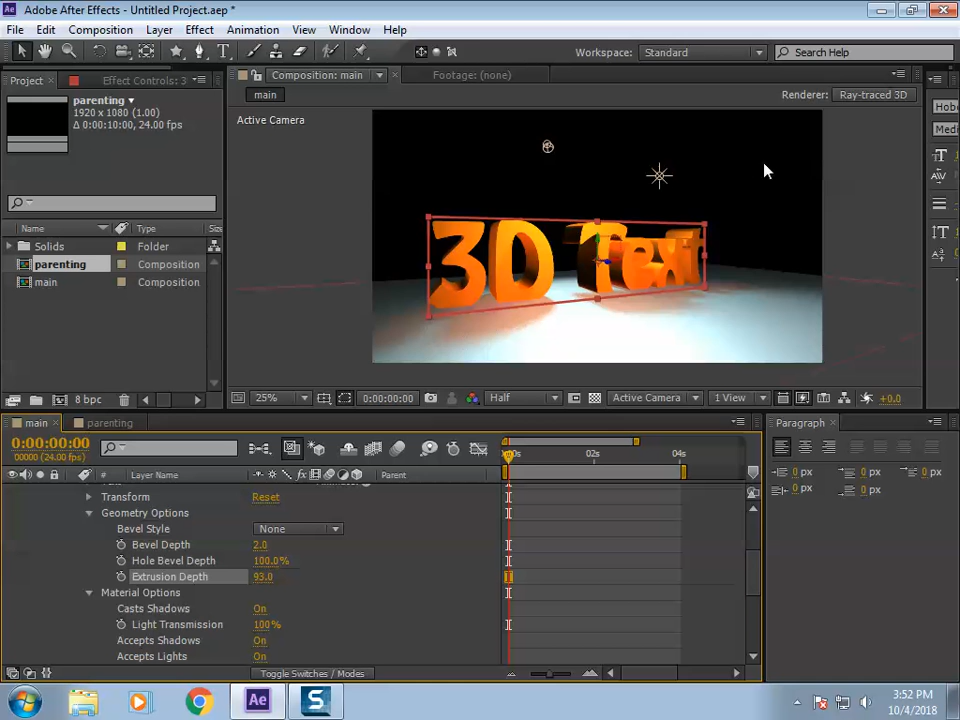 Adobe After Effects - Untitled Project.aep *
File Edit Composition Layer Effect Animation View Window Help
Workspace: Standard Search Help
Project Effect Controls: 3
Composition: main Footage: (none)
parenting
1920 x 1080 (1.00)
Δ 0:00:10:00, 24.00 fps
main Renderer: Ray-traced 3D
Active Camera
3D Text
Name Type Size
Solids Folder
parenting Composition
main Composition
8 bpc
25% 0:00:00:00 Half Active Camera 1 View +0.0
main parenting
0:00:00:00
00000 (24.00 fps)
# Layer Name Parent
02s 04s
Transform Reset
Geometry Options
Bevel Style None
Bevel Depth 2.0
Hole Bevel Depth 100.0%
Extrusion Depth 93.0
Material Options
Casts Shadows On
Light Transmission 100%
Accepts Shadows On
Accepts Lights On
Toggle Switches / Modes
Hobo
Medi
Paragraph
0 px 0 px 0 px
0 px 0 px
3:52 PM
10/4/2018